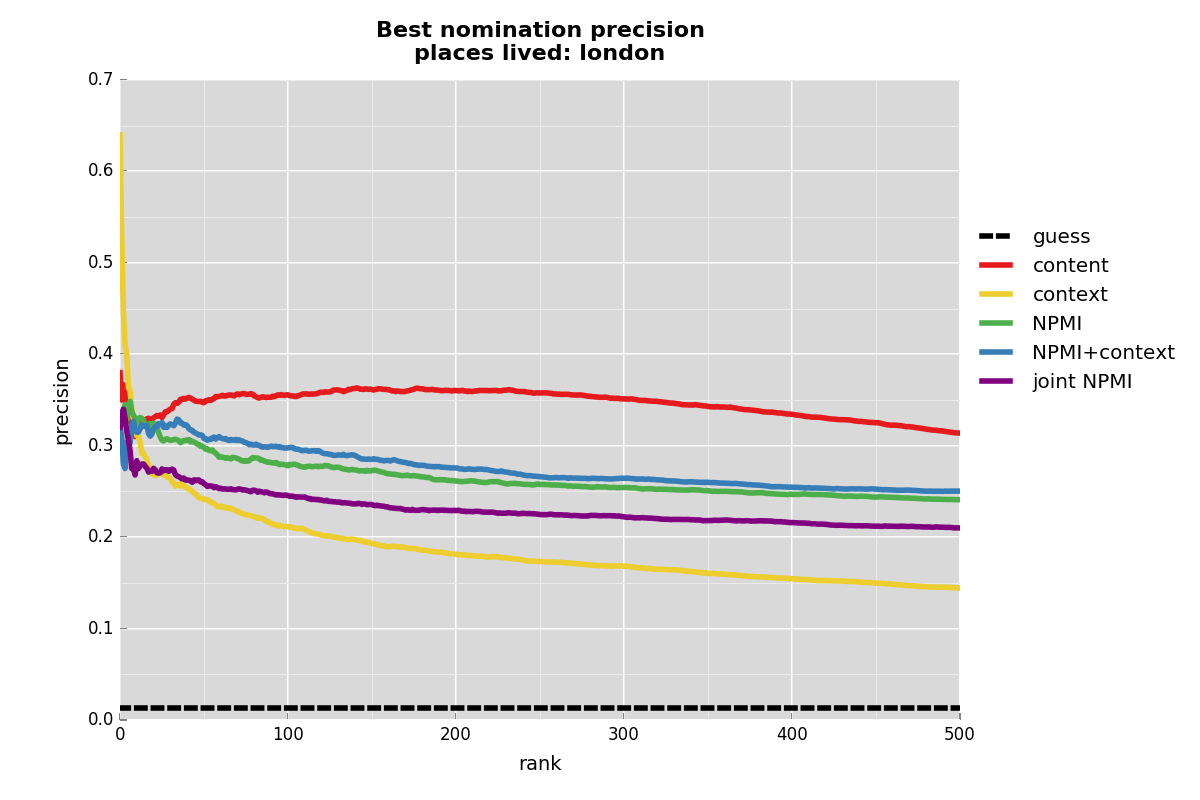 Best nomination precision
places lived: london
precision
0.7
0.6
0.5
0.4
0.3
0.2
0.1
0.0
0
100
200
300
400
500
rank
guess
content
context
NPMI
NPMI+context
joint NPMI